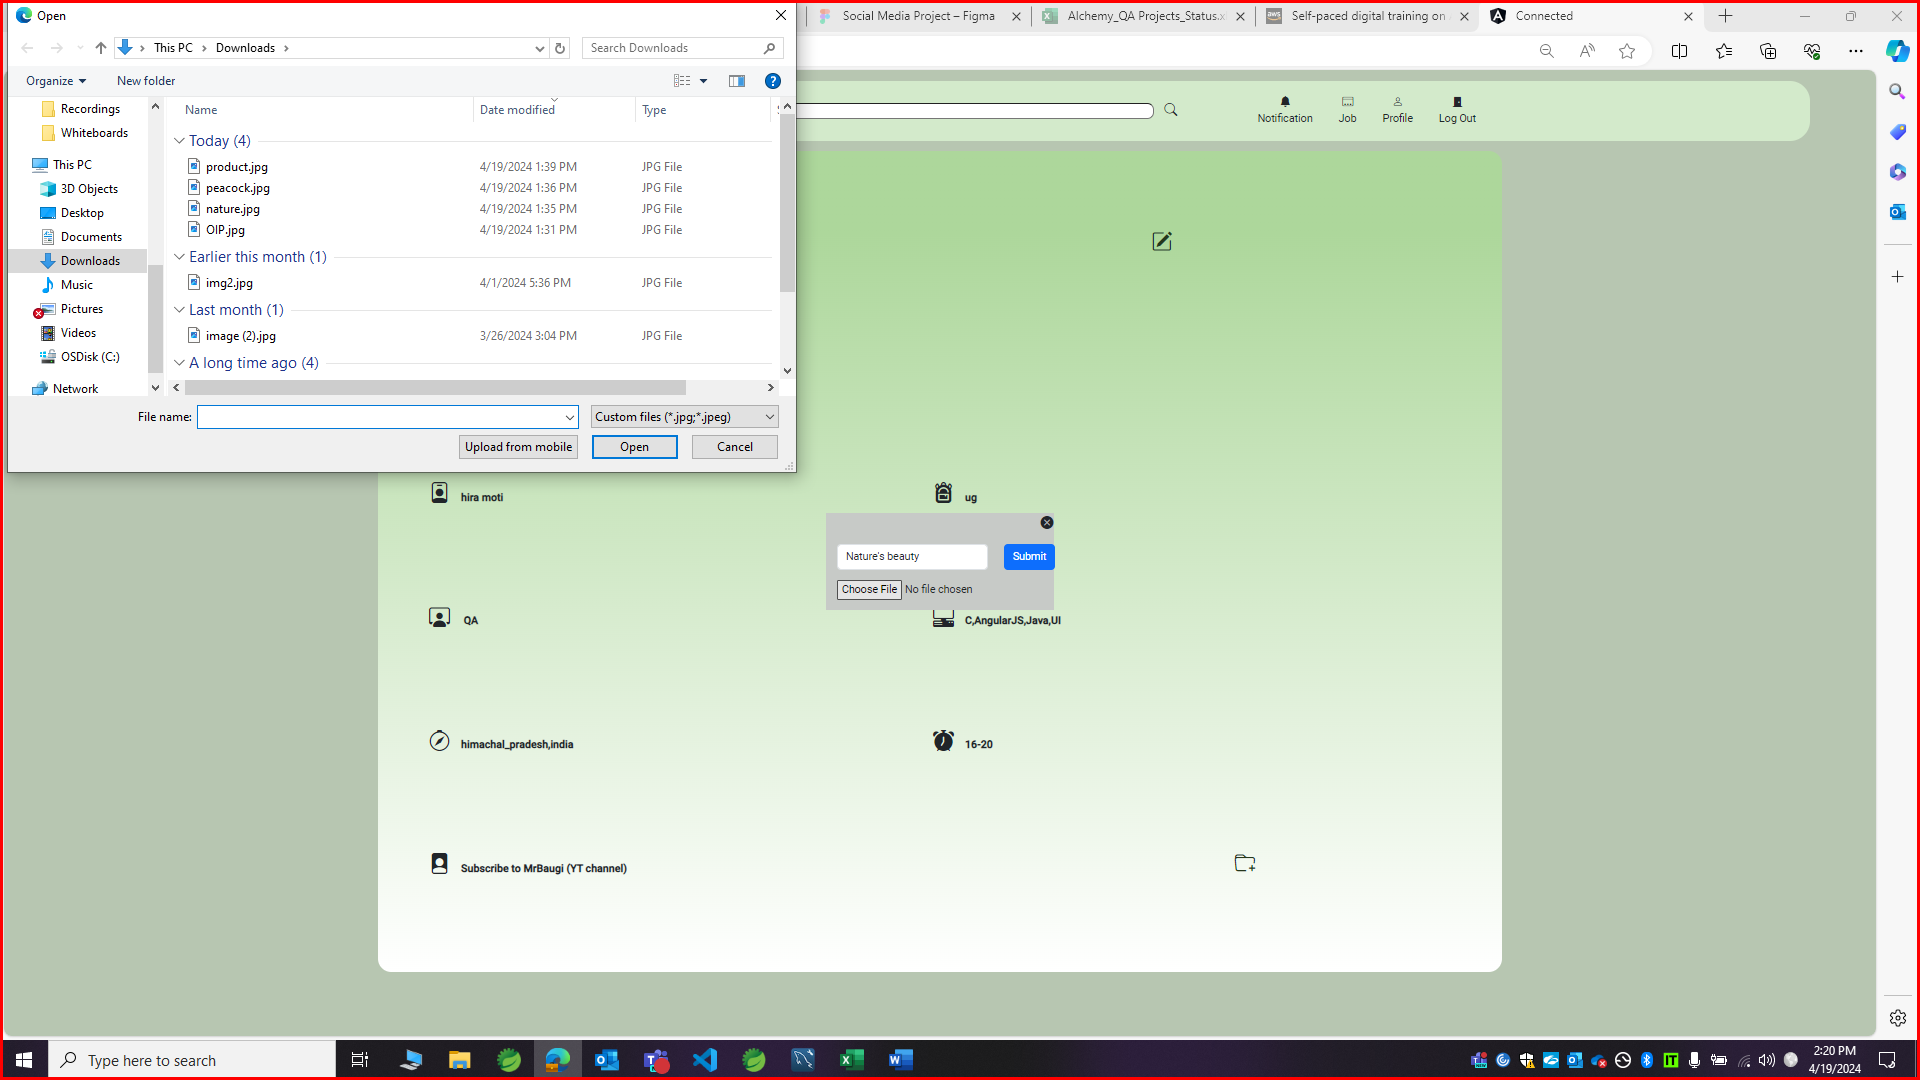 Open
Social Media Project – Figma
Alchemy_QA Projects_Status.x
Self-paced digital training on
Connected
This PC > Downloads >
Search Downloads
Organize
New folder
Recordings
Whiteboards
This PC
3D Objects
Desktop
Documents
Downloads
Music
Pictures
Videos
OSDisk (C:)
Network
Name Date modified Type
Today (4)
product.jpg 4/19/2024 1:39 PM JPG File
peacock.jpg 4/19/2024 1:36 PM JPG File
nature.jpg 4/19/2024 1:35 PM JPG File
OIP.jpg 4/19/2024 1:31 PM JPG File
Earlier this month (1)
img2.jpg 4/1/2024 5:36 PM JPG File
Last month (1)
image (2).jpg 3/26/2024 3:04 PM JPG File
A long time ago (4)
File name:
Custom files (*.jpg;*.jpeg)
Upload from mobile
Open
Cancel
Notification
Job
Profile
Log Out
hira moti
ug
Nature's beauty
Submit
Choose File No file chosen
QA
C,AngularJS,Java,UI
himachal_pradesh,india
16-20
Subscribe to MrBaugi (YT channel)
Type here to search
2:20 PM
4/19/2024